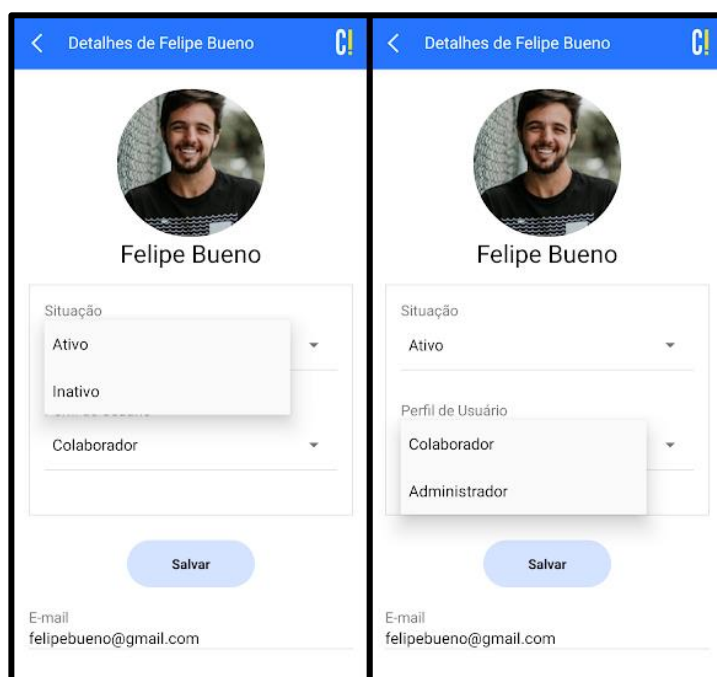 Detalhes de Felipe Bueno
C!
Felipe Bueno
Situação
Ativo
Inativo
Colaborador
Salvar
E-mail
felipebueno@gmail.com
Detalhes de Felipe Bueno
C!
Felipe Bueno
Situação
Ativo
Perfil de Usuário
Colaborador
Administrador
Salvar
E-mail
felipebueno@gmail.com